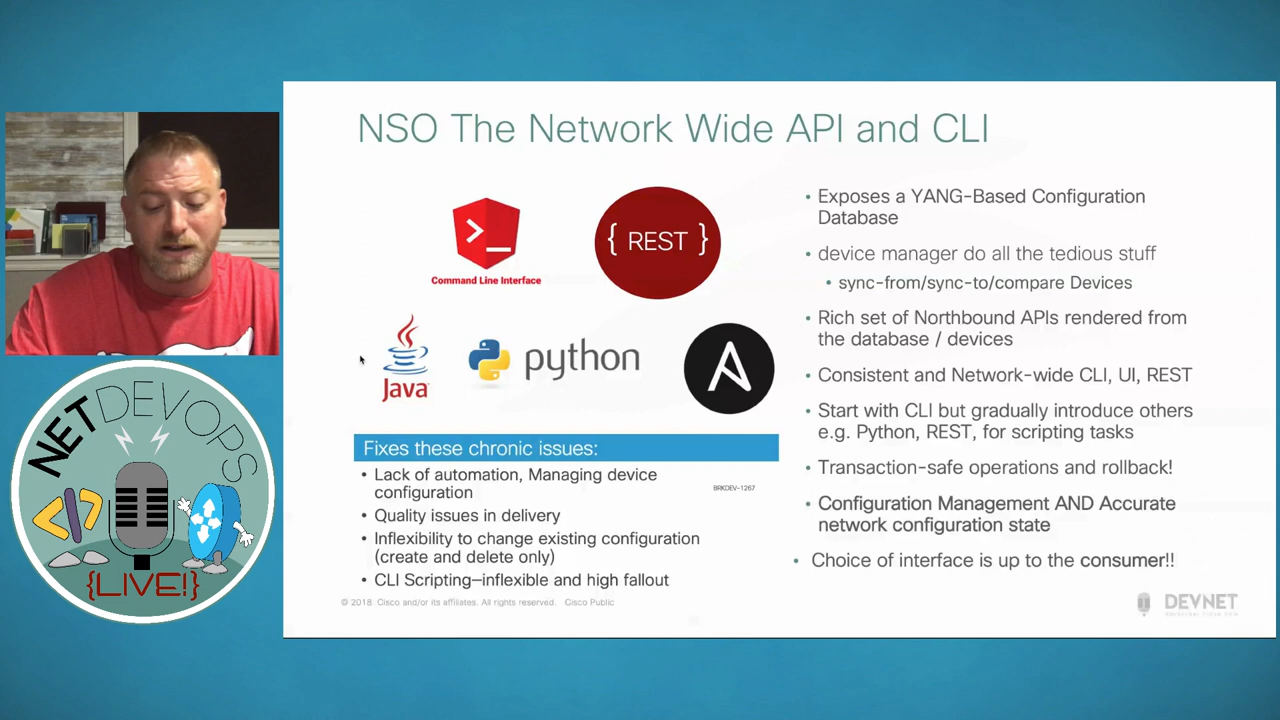 NSO The Network Wide API and CLI
Command Line Interface
{ REST }
Java
python
Fixes these chronic issues:
• Lack of automation, Managing device
configuration
• Quality issues in delivery
• Inflexibility to change existing configuration
(create and delete only)
• CLI Scripting–inflexible and high fallout
BRKDEV-1267
• Exposes a YANG-Based Configuration
Database
• device manager do all the tedious stuff
• sync-from/sync-to/compare Devices
• Rich set of Northbound APIs rendered from
the database / devices
• Consistent and Network-wide CLI, UI, REST
• Start with CLI but gradually introduce others
e.g. Python, REST, for scripting tasks
• Transaction-safe operations and rollback!
• Configuration Management AND Accurate
network configuration state
• Choice of interface is up to the consumer!!
© 2018 Cisco and/or its affiliates. All rights reserved. Cisco Public
DEVNET
NETDEVOPS
</>
{LIVE!}